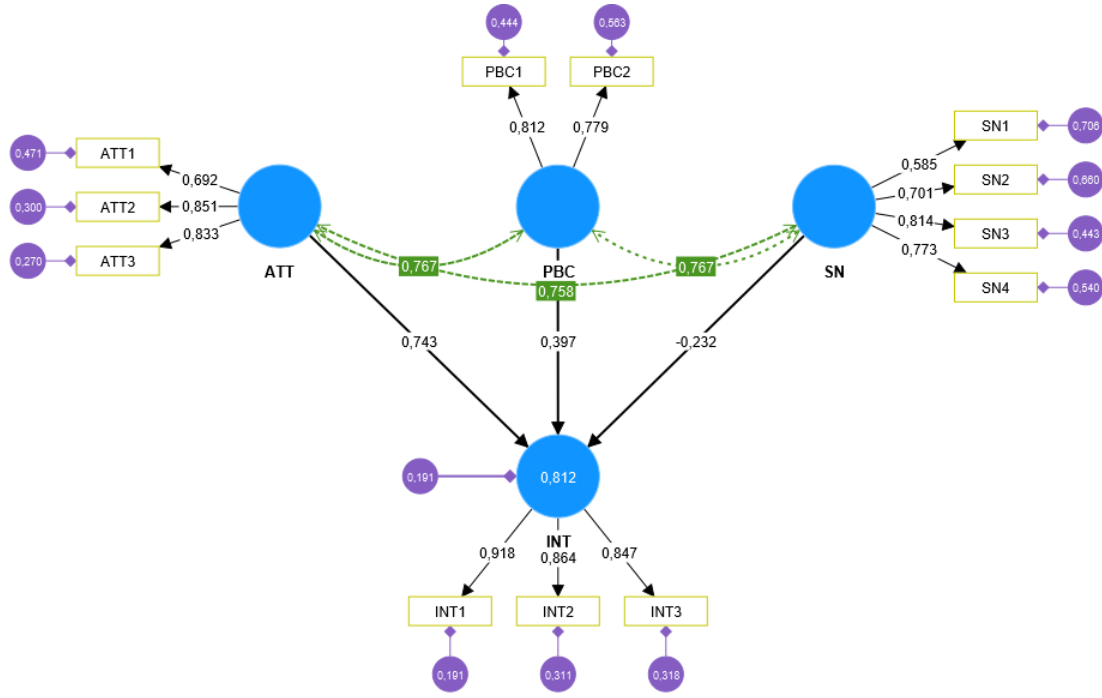 0,444
0,563
PBC1
PBC2
0,812
0,779
0,471
ATT1
0,692
0,300
ATT2
0,851
0,833
0,270
ATT3
ATT
PBC
SN
SN1
0,706
0,585
SN2
0,660
0,701
SN3
0,443
0,814
0,773
SN4
0,540
0,767
0,758
0,767
0,743
0,397
-0,232
0,191
0,812
INT
0,918
0,864
0,847
INT1
INT2
INT3
0,191
0,311
0,318